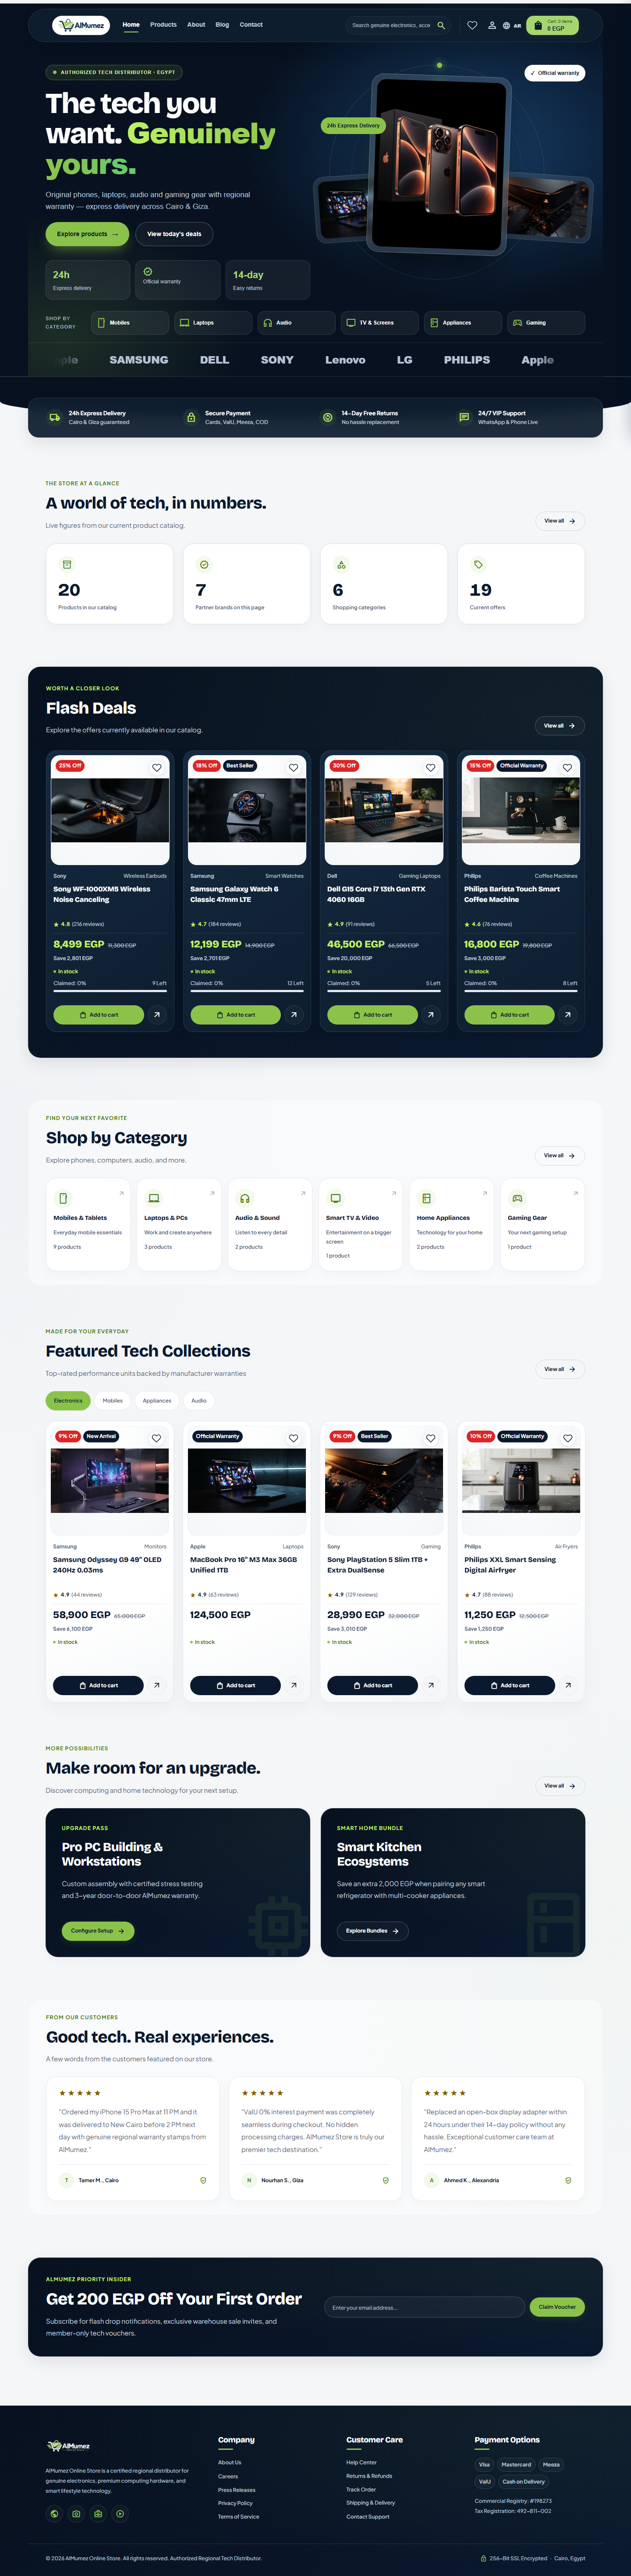 AlMumez
Home Products About Blog Contact
Search genuine electronics, acce
AR
Cart: 0 items
0 EGP
AUTHORIZED TECH DISTRIBUTOR · EGYPT
The tech you
want. Genuinely
yours.
Original phones, laptops, audio and gaming gear with regional
warranty — express delivery across Cairo & Giza.
Explore products →
View today's deals
✓ Official warranty
24h Express Delivery
24h
Express delivery
Official warranty
14-day
Easy returns
SHOP BY
CATEGORY
Mobiles
Laptops
Audio
TV & Screens
Appliances
Gaming
ple SAMSUNG DELL SONY Lenovo LG PHILIPS Apple
24h Express Delivery
Cairo & Giza guaranteed
Secure Payment
Cards, ValU, Meeza, COD
14-Day Free Returns
No hassle replacement
24/7 VIP Support
WhatsApp & Phone Live
THE STORE AT A GLANCE
A world of tech, in numbers.
Live figures from our current product catalog.
View all →
20
Products in our catalog
7
Partner brands on this page
6
Shopping categories
19
Current offers
WORTH A CLOSER LOOK
Flash Deals
Explore the offers currently available in our catalog.
View all →
25% Off
Sony Wireless Earbuds
Sony WF-1000XM5 Wireless
Noise Canceling
★ 4.8 (216 reviews)
8,499 EGP 11,300 EGP
Save 2,801 EGP
In stock
Claimed: 0% 9 Left
Add to cart
18% Off Best Seller
Samsung Smart Watches
Samsung Galaxy Watch 6
Classic 47mm LTE
★ 4.7 (184 reviews)
12,199 EGP 14,900 EGP
Save 2,701 EGP
In stock
Claimed: 0% 12 Left
Add to cart
30% Off
Dell Gaming Laptops
Dell G15 Core i7 13th Gen RTX
4060 16GB
★ 4.9 (91 reviews)
46,500 EGP 66,500 EGP
Save 20,000 EGP
In stock
Claimed: 0% 5 Left
Add to cart
15% Off Official Warranty
Philips Coffee Machines
Philips Barista Touch Smart
Coffee Machine
★ 4.6 (76 reviews)
16,800 EGP 19,800 EGP
Save 3,000 EGP
In stock
Claimed: 0% 8 Left
Add to cart
FIND YOUR NEXT FAVORITE
Shop by Category
Explore phones, computers, audio, and more.
View all →
Mobiles & Tablets
Everyday mobile essentials
9 products
Laptops & PCs
Work and create anywhere
3 products
Audio & Sound
Listen to every detail
2 products
Smart TV & Video
Entertainment on a bigger
screen
1 product
Home Appliances
Technology for your home
2 products
Gaming Gear
Your next gaming setup
1 product
MADE FOR YOUR EVERYDAY
Featured Tech Collections
Top-rated performance units backed by manufacturer warranties
View all →
Electronics Mobiles Appliances Audio
9% Off New Arrival
Samsung Monitors
Samsung Odyssey G9 49" OLED
240Hz 0.03ms
★ 4.9 (44 reviews)
58,900 EGP 65,000 EGP
Save 6,100 EGP
In stock
Add to cart
Official Warranty
Apple Laptops
MacBook Pro 16" M3 Max 36GB
Unified 1TB
★ 4.9 (63 reviews)
124,500 EGP
In stock
Add to cart
9% Off Best Seller
Sony Gaming
Sony PlayStation 5 Slim 1TB +
Extra DualSense
★ 4.9 (129 reviews)
28,990 EGP 32,000 EGP
Save 3,010 EGP
In stock
Add to cart
10% Off Official Warranty
Philips Air Fryers
Philips XXL Smart Sensing
Digital Airfryer
★ 4.7 (88 reviews)
11,250 EGP 12,500 EGP
Save 1,250 EGP
In stock
Add to cart
MORE POSSIBILITIES
Make room for an upgrade.
Discover computing and home technology for your next setup.
View all →
UPGRADE PASS
Pro PC Building &
Workstations
Custom assembly with certified stress testing
and 3-year door-to-door AlMumez warranty.
Configure Setup →
SMART HOME BUNDLE
Smart Kitchen
Ecosystems
Save an extra 2,000 EGP when pairing any smart
refrigerator with multi-cooker appliances.
Explore Bundles →
FROM OUR CUSTOMERS
Good tech. Real experiences.
A few words from the customers featured on our store.
★★★★★
"Ordered my iPhone 15 Pro Max at 11 PM and it
was delivered to New Cairo before 2 PM next
day with genuine regional warranty stamps from
AlMumez."
T Tamer M., Cairo
★★★★★
"ValU 0% interest payment was completely
seamless during checkout. No hidden
processing charges. AlMumez Store is truly our
premier tech destination."
N Nourhan S., Giza
★★★★★
"Replaced an open-box display adapter within
24 hours under their 14-day policy without any
hassle. Exceptional customer care team at
AlMumez."
A Ahmed K., Alexandria
ALMUMEZ PRIORITY INSIDER
Get 200 EGP Off Your First Order
Subscribe for flash drop notifications, exclusive warehouse sale invites, and
member-only tech vouchers.
Enter your email address...
Claim Voucher
AlMumez
AlMumez Online Store is a certified regional distributor for
genuine electronics, premium computing hardware, and
smart lifestyle technology.
Company
About Us
Careers
Press Releases
Privacy Policy
Terms of Service
Customer Care
Help Center
Returns & Refunds
Track Order
Shipping & Delivery
Contact Support
Payment Options
Visa Mastercard Meeza
ValU Cash on Delivery
Commercial Registry: #198273
Tax Registration: 492-811-002
© 2026 AlMumez Online Store. All rights reserved. Authorized Regional Tech Distributor.
256-Bit SSL Encrypted · Cairo, Egypt